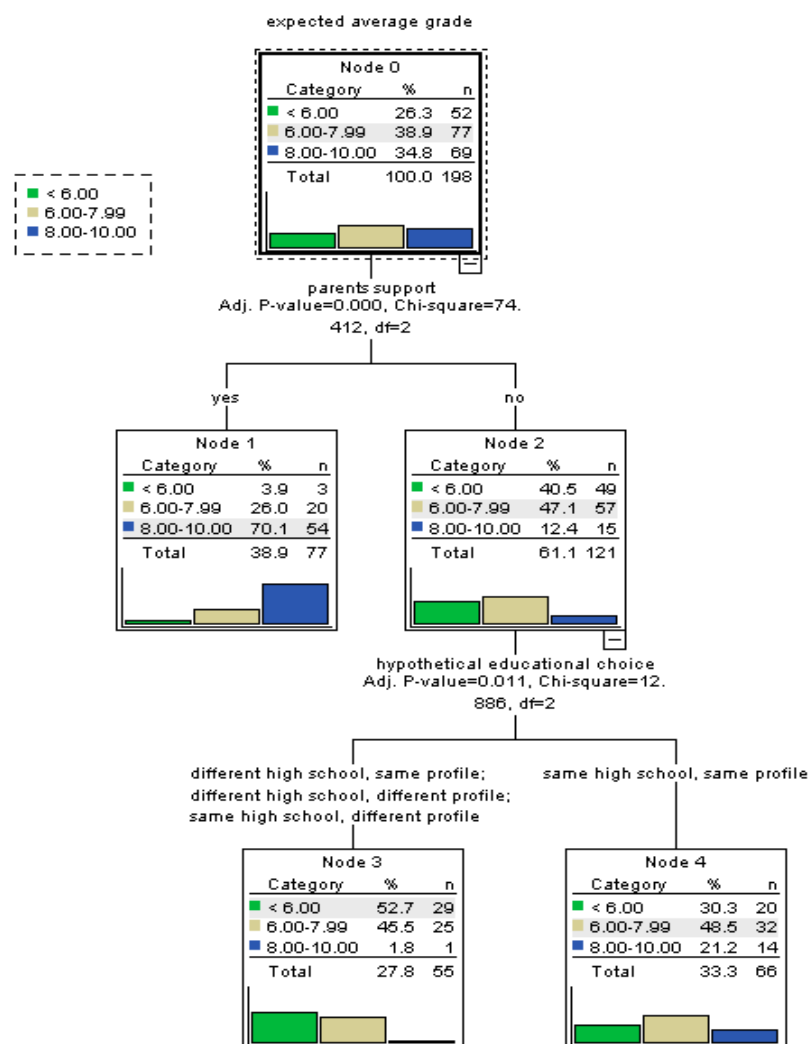 expected average grade
Node 0
Category % n
< 6.00 26.3 52
6.00-7.99 38.9 77
8.00-10.00 34.8 69
Total 100.0 198
< 6.00
6.00-7.99
8.00-10.00
parents support
Adj. P-value=0.000, Chi-square=74.
412, df=2
yes
no
Node 1
Category % n
< 6.00 3.9 3
6.00-7.99 26.0 20
8.00-10.00 70.1 54
Total 38.9 77
Node 2
Category % n
< 6.00 40.5 49
6.00-7.99 47.1 57
8.00-10.00 12.4 15
Total 61.1 121
hypothetical educational choice
Adj. P-value=0.011, Chi-square=12.
886, df=2
different high school, same profile;
different high school, different profile;
same high school, different profile
same high school, same profile
Node 3
Category % n
< 6.00 52.7 29
6.00-7.99 45.5 25
8.00-10.00 1.8 1
Total 27.8 55
Node 4
Category % n
< 6.00 30.3 20
6.00-7.99 48.5 32
8.00-10.00 21.2 14
Total 33.3 66